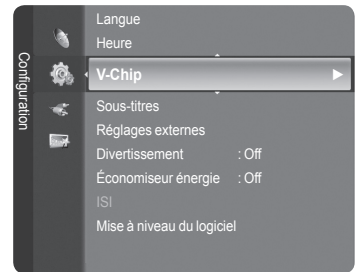 Configuration
Langue
Heure
V-Chip
Sous-titres
Réglages externes
Divertissement : Off
Économiseur énergie : Off
ISI
Mise à niveau du logiciel